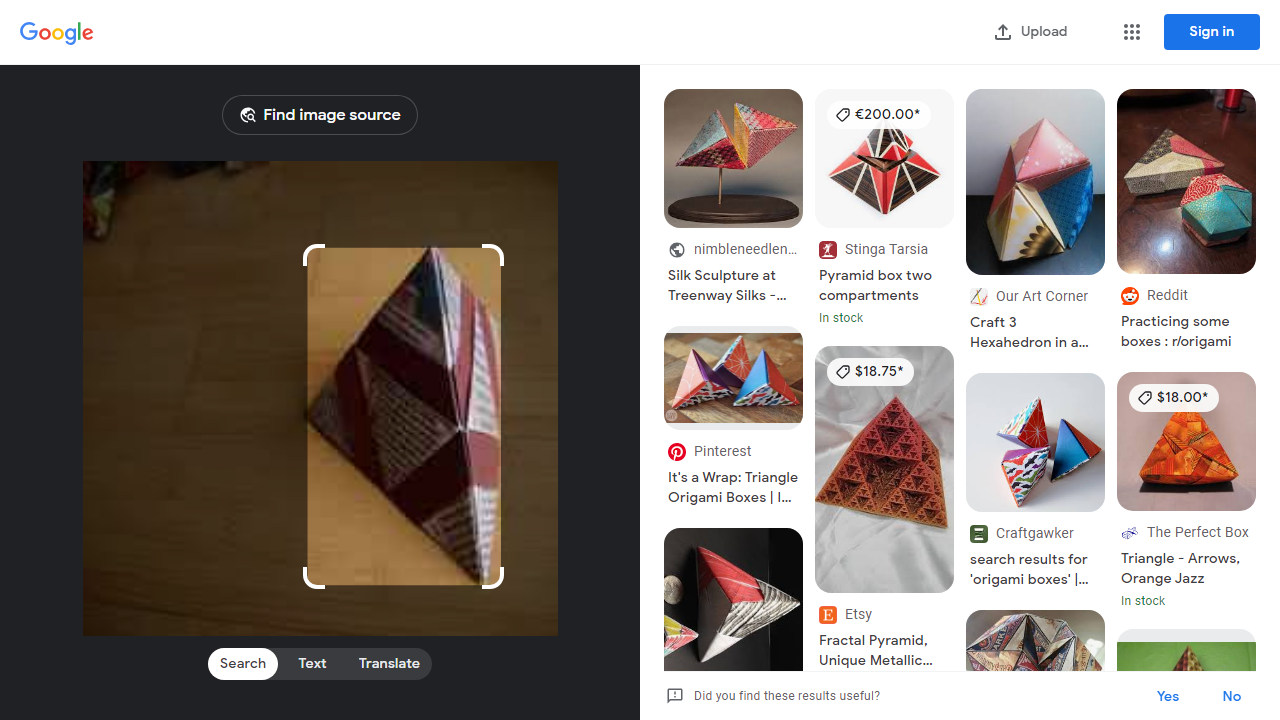 Google
Upload
Sign in
Find image source
Search
Text
Translate
nimbleneedlen...
Silk Sculpture at
Treenway Silks -...
€200.00*
Stinga Tarsia
Pyramid box two
compartments
In stock
Our Art Corner
Craft 3
Hexahedron in a...
Reddit
Practicing some
boxes : r/origami
Pinterest
It's a Wrap: Triangle
Origami Boxes | I...
$18.75*
Etsy
Fractal Pyramid,
Unique Metallic...
Craftgawker
search results for
'origami boxes' |...
$18.00*
The Perfect Box
Triangle - Arrows,
Orange Jazz
In stock
Did you find these results useful?
Yes
No